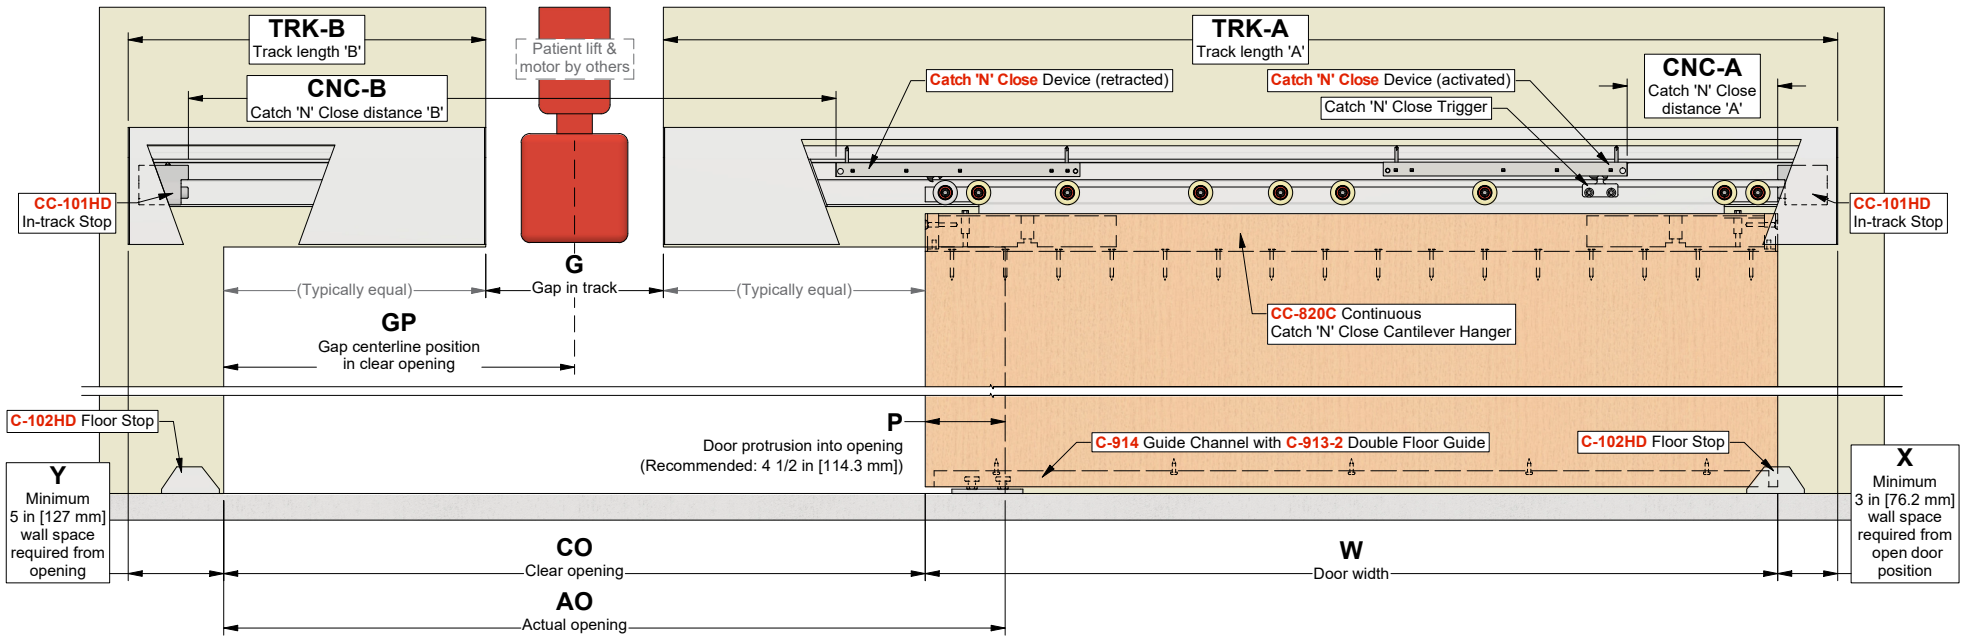 TRK-B
Track length 'B'
Patient lift &
motor by others
TRK-A
Track length 'A'
CNC-B
Catch 'N' Close distance 'B'
Catch 'N' Close Device (retracted)
Catch 'N' Close Device (activated)
Catch 'N' Close Trigger
CNC-A
Catch 'N' Close
distance 'A'
CC-101HD
In-track Stop
CC-101HD
In-track Stop
(Typically equal)
G
Gap in track
(Typically equal)
GP
Gap centerline position
in clear opening
CC-820C Continuous
Catch 'N' Close Cantilever Hanger
C-102HD Floor Stop
P
Door protrusion into opening
(Recommended: 4 1/2 in [114.3 mm])
C-914 Guide Channel with C-913-2 Double Floor Guide
C-102HD Floor Stop
Y
Minimum
5 in [127 mm]
wall space
required from
opening
X
Minimum
3 in [76.2 mm]
wall space
required from
open door
position
CO
Clear opening
W
Door width
AO
Actual opening